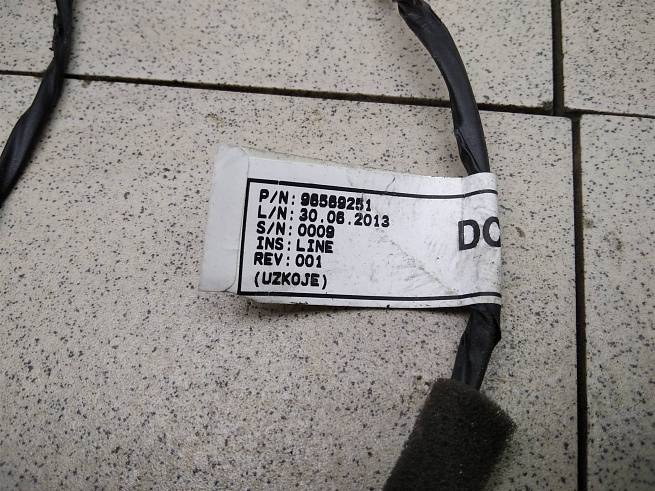 P/N: 96569251
L/N: 30.06.2013
S/N: 0009
INS: LINE
REV: 001
(UZKOJE)
DO